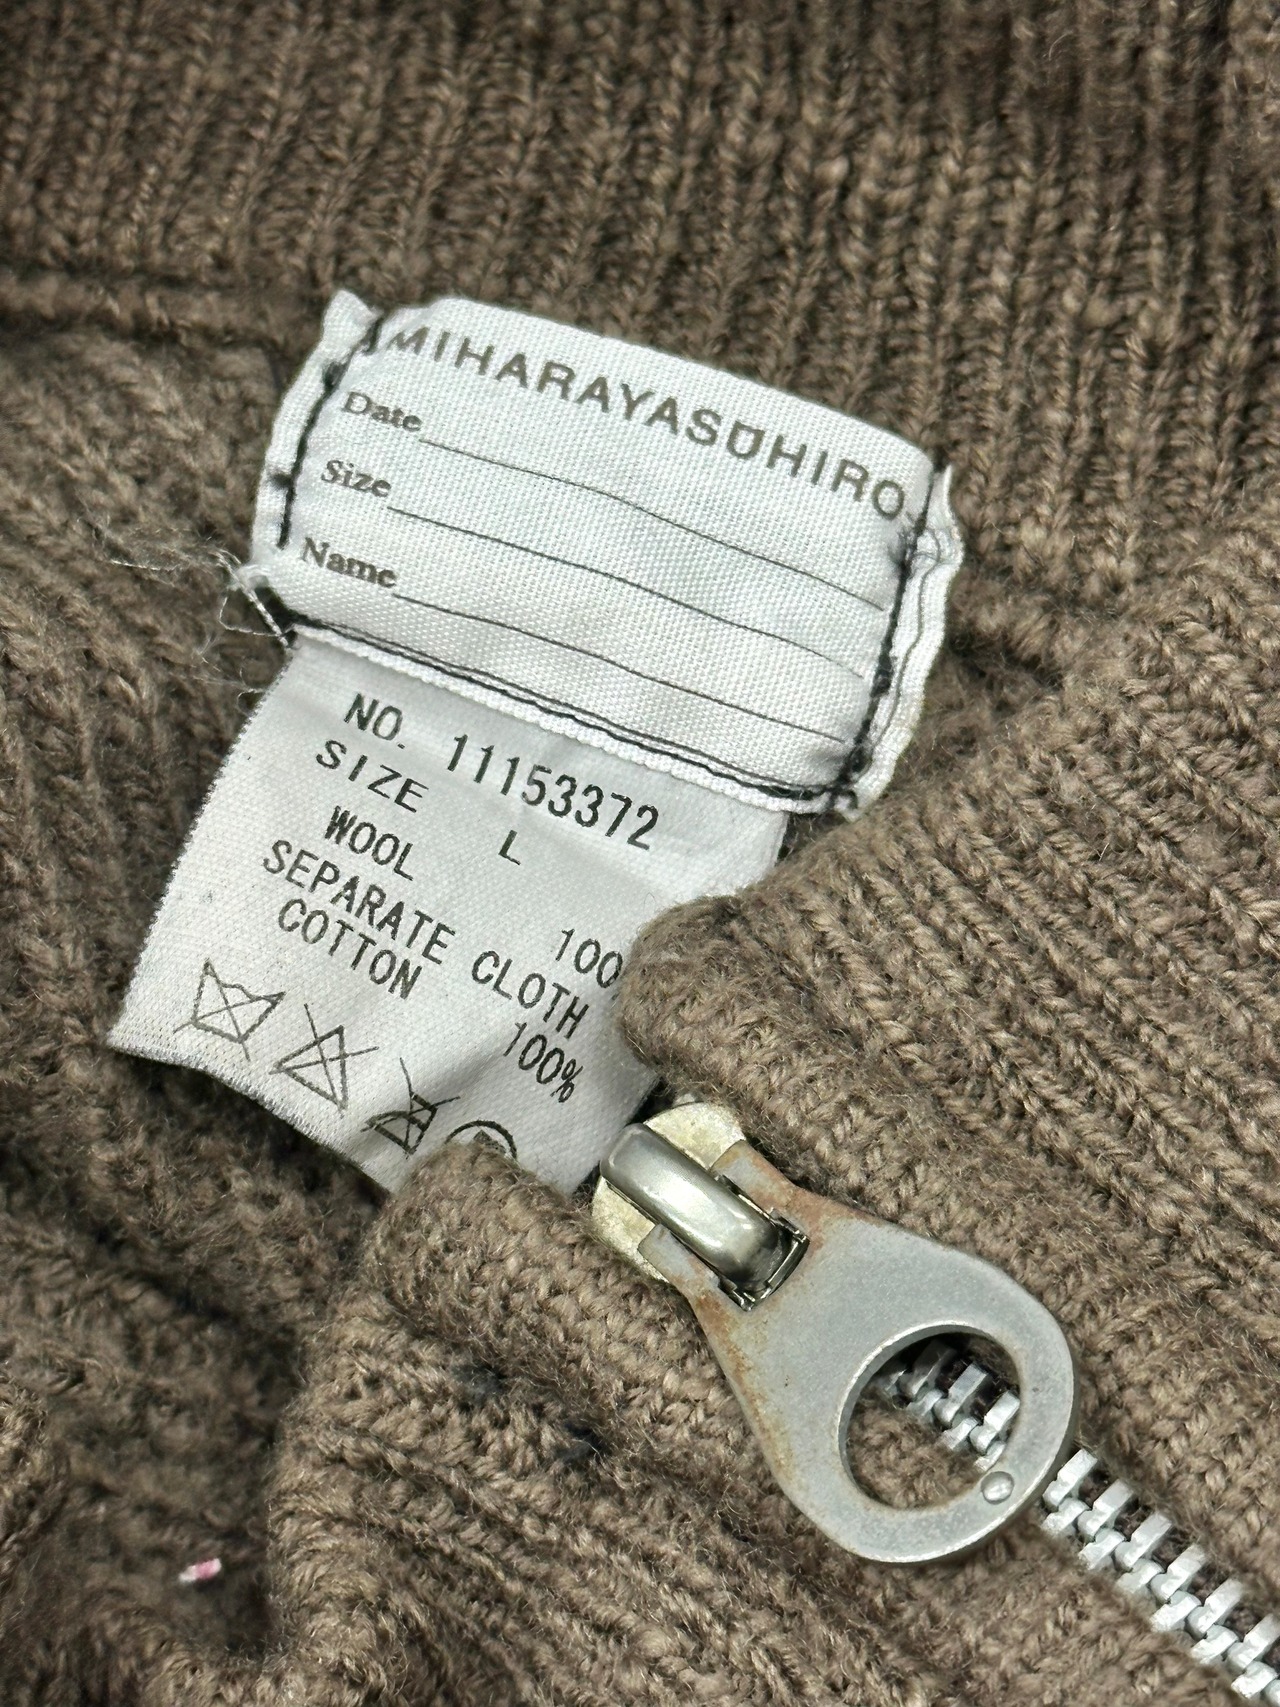 MIHARAYASUHIRO
Date
Size
Name
NO. 11153372
SIZE L
WOOL 100
SEPARATE CLOTH
COTTON 100%